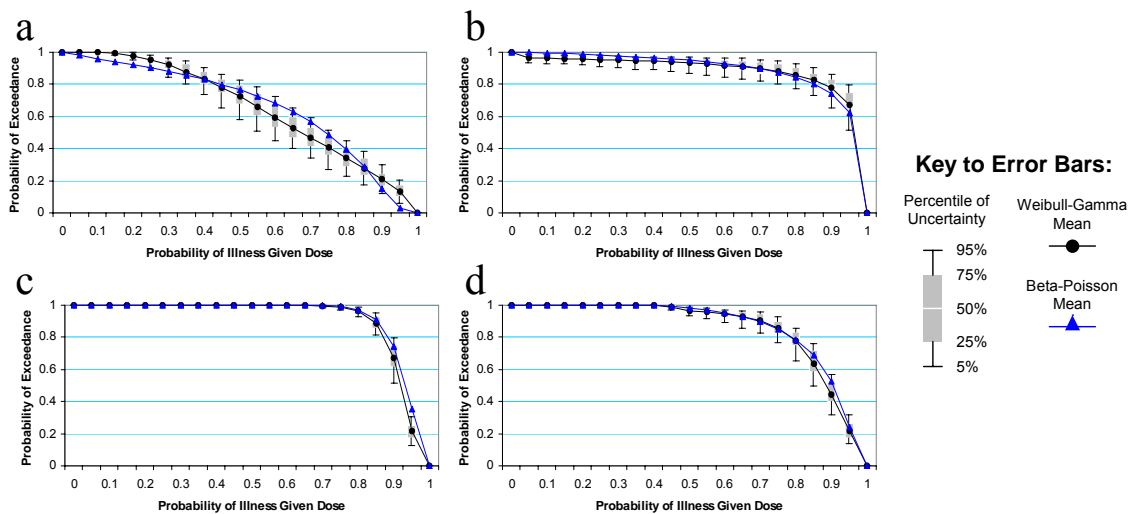 a
b
1
0.8
0.6
0.4
0.2
0
Probability of Exceedance
0 0.1 0.2 0.3 0.4 0.5 0.6 0.7 0.8 0.9 1
Probability of Illness Given Dose
1
0.8
0.6
0.4
0.2
0
Probability of Exceedance
0 0.1 0.2 0.3 0.4 0.5 0.6 0.7 0.8 0.9 1
Probability of Illness Given Dose
c
d
1
0.8
0.6
0.4
0.2
0
Probability of Exceedance
0 0.1 0.2 0.3 0.4 0.5 0.6 0.7 0.8 0.9 1
Probability of Illness Given Dose
1
0.8
0.6
0.4
0.2
0
Probability of Exceedance
0 0.1 0.2 0.3 0.4 0.5 0.6 0.7 0.8 0.9 1
Probability of Illness Given Dose
Key to Error Bars:
Percentile of
Uncertainty
95%
75%
50%
25%
5%
Weibull-Gamma
Mean
Beta-Poisson
Mean